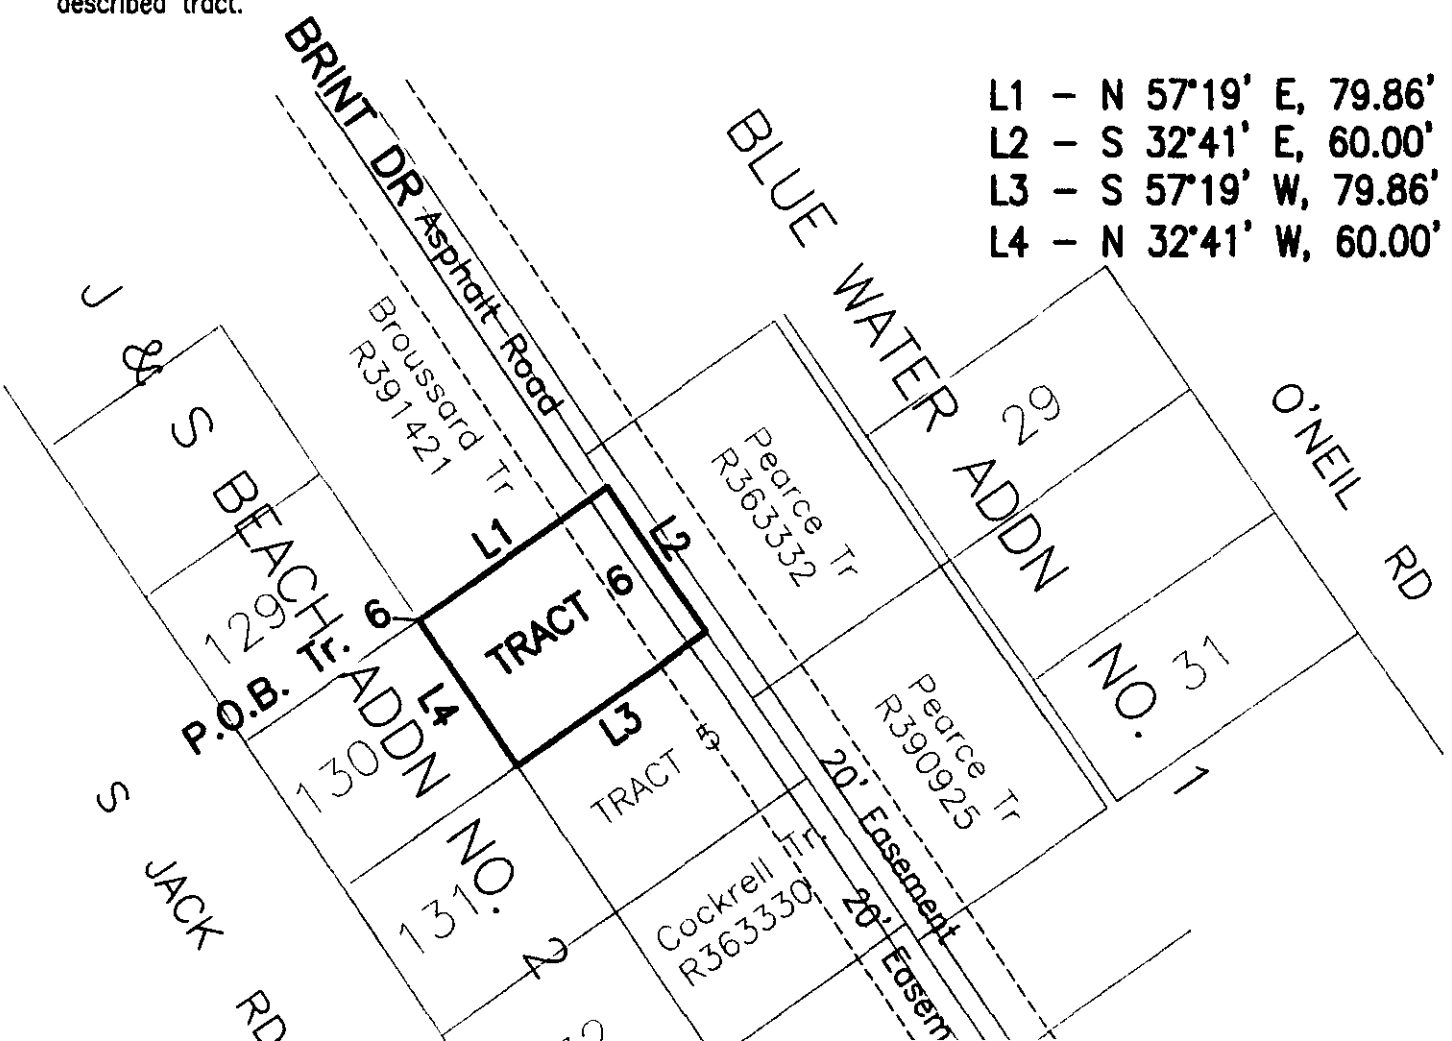 described tract.
L1 - N 57°19' E, 79.86'
L2 - S 32°41' E, 60.00'
L3 - S 57°19' W, 79.86'
L4 - N 32°41' W, 60.00'
BRINT DR Asphalt Road
BLUE WATER ADDN NO. 1
J & S BEACH ADDN NO. 2
O'NEIL RD
S JACK RD
Broussard Tr
R391421
Pearce Tr
R363332
Pearce Tr
R390925
29
31
L1
L2
L3
L4
TRACT 6
P.O.B. Tr. 6
129
130
131
TRACT 5
Cockrell Tr.
R363330
20' Easement
20' Easem